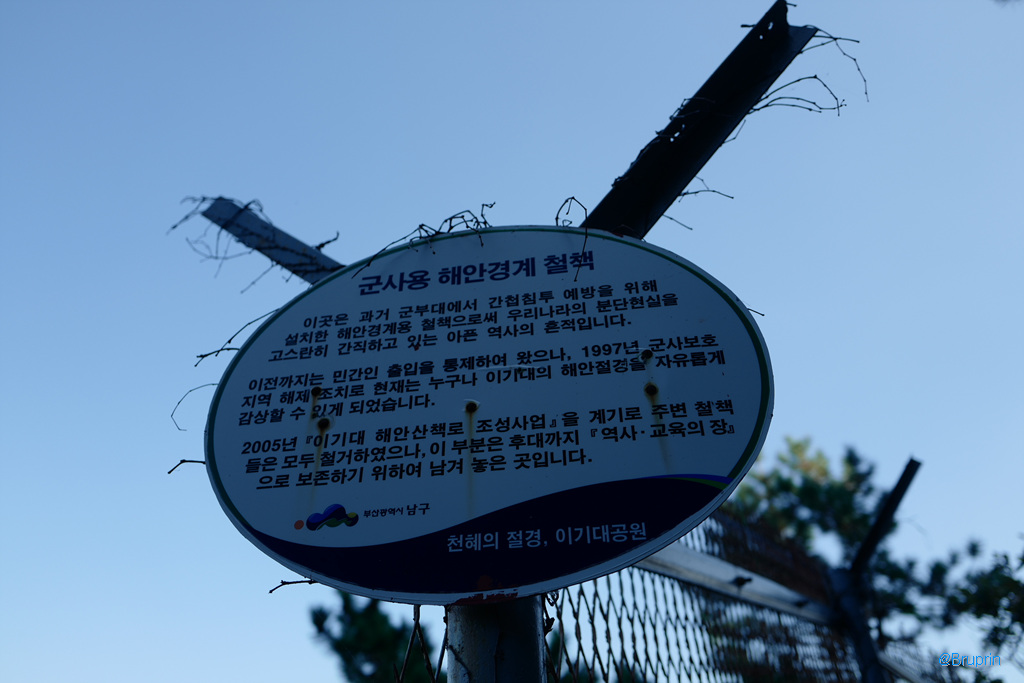 군사용 해안경계 철책
이곳은 과거 군부대에서 간첩침투 예방을 위해
설치한 해안경계용 철책으로써 우리나라의 분단현실을
고스란히 간직하고 있는 아픈 역사의 흔적입니다.
이전까지는 민간인 출입을 통제하여 왔으나, 1997년 군사보호
지역 해제 조치로 현재는 누구나 이기대의 해안절경을 자유롭게
감상할 수 있게 되었습니다.
2005년 『이기대 해안산책로 조성사업』을 계기로 주변 철책
들은 모두 철거하였으나, 이 부분은 후대까지 『역사·교육의 장』
으로 보존하기 위하여 남겨 놓은 곳입니다.
부산광역시 남구
천혜의 절경, 이기대공원
@Bruprin